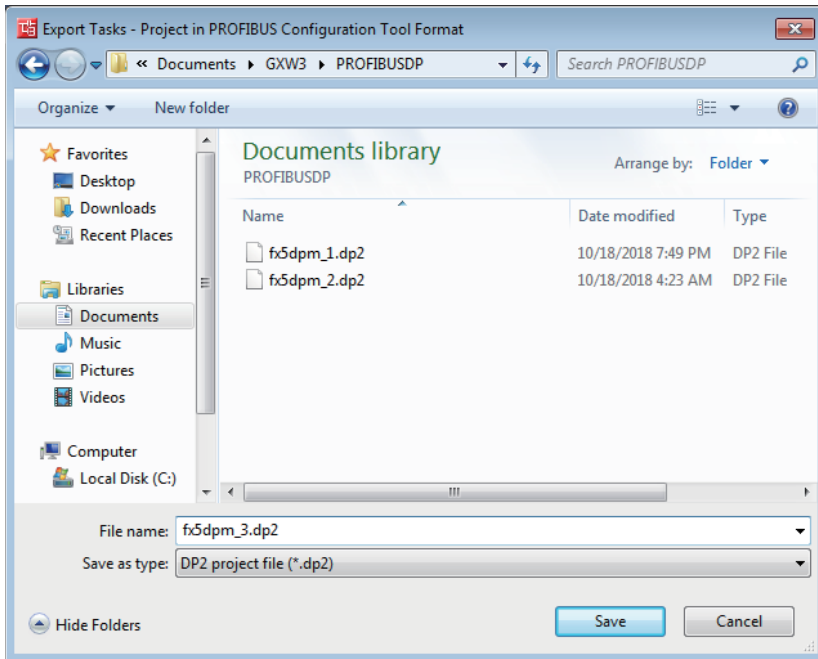 Export Tasks - Project in PROFIBUS Configuration Tool Format
« Documents GXW3 PROFIBUSDP
Search PROFIBUSDP
Organize New folder
Favorites
Desktop
Downloads
Recent Places
Libraries
Documents
Music
Pictures
Videos
Computer
Local Disk (C:)
Documents library
PROFIBUSDP
Arrange by: Folder
Name Date modified Type
fx5dpm_1.dp2 10/18/2018 7:49 PM DP2 File
fx5dpm_2.dp2 10/18/2018 4:23 AM DP2 File
File name: fx5dpm_3.dp2
Save as type: DP2 project file (*.dp2)
Hide Folders
Save Cancel